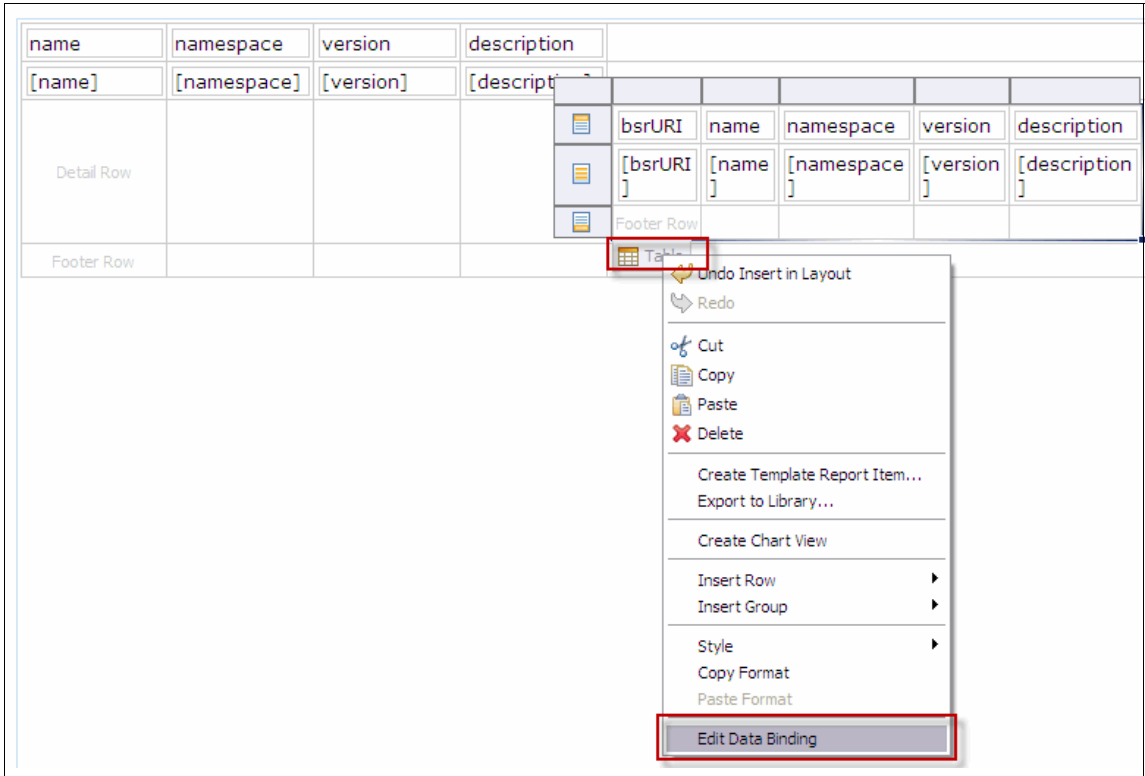 name namespace version description
[name] [namespace] [version] [descript
bsrURI name namespace version description
[bsrURI [name [namespace [version [description
] ] ] ] ]
Detail Row
Footer Row
Footer Row
Table
Undo Insert in Layout
Redo
Cut
Copy
Paste
Delete
Create Template Report Item...
Export to Library...
Create Chart View
Insert Row
Insert Group
Style
Copy Format
Paste Format
Edit Data Binding